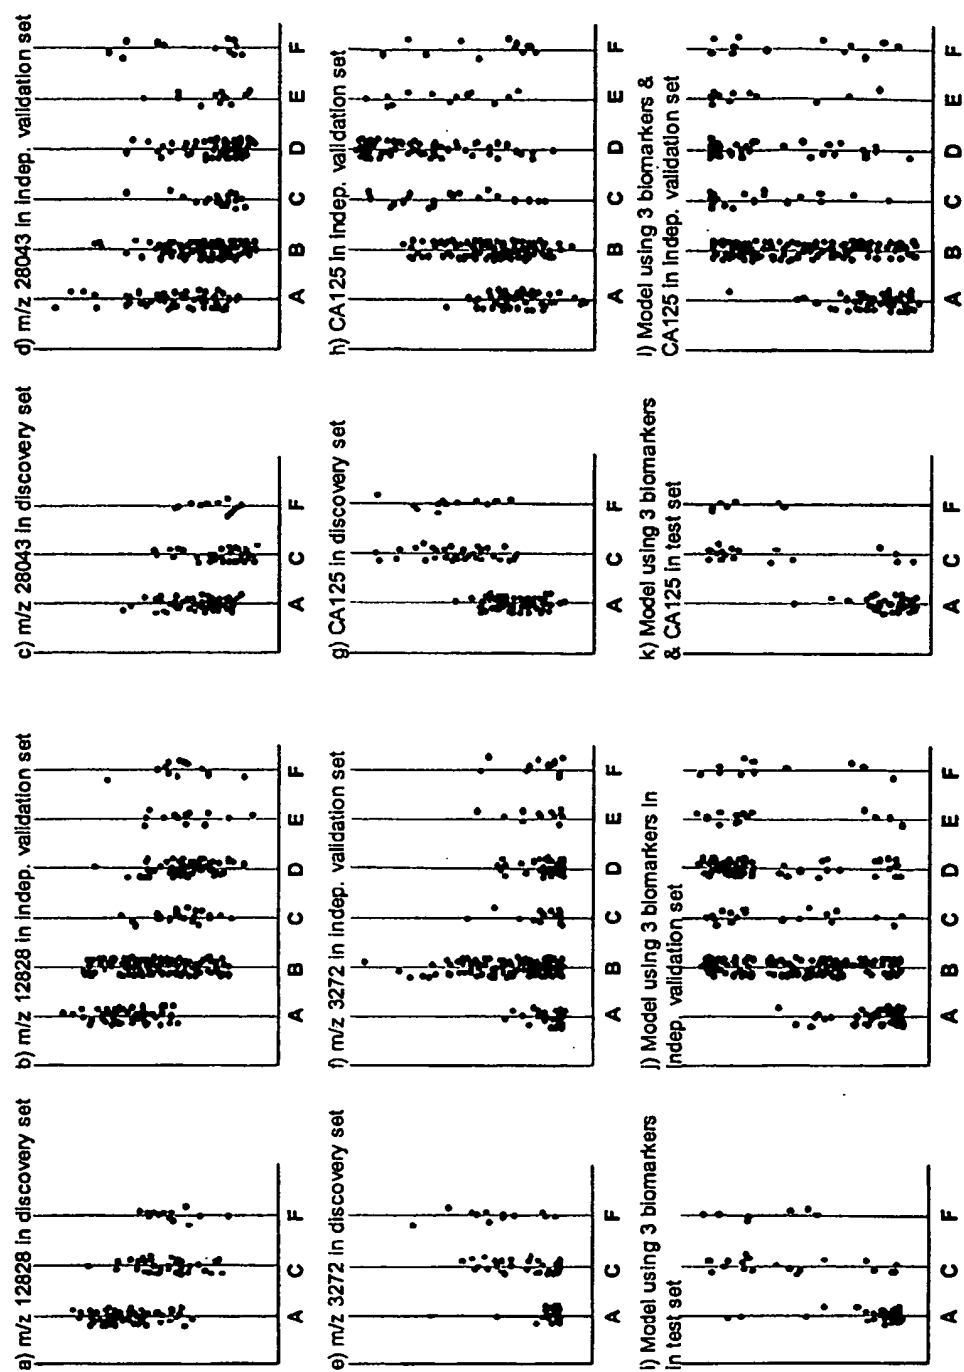 a) m/z 12828 in discovery set
A C F
b) m/z 12828 in indep. validation set
A B C D E F
c) m/z 28043 in discovery set
A C F
d) m/z 28043 in indep. validation set
A B C D E F
e) m/z 3272 in discovery set
A C F
f) m/z 3272 in indep. validation set
A B C D E F
g) CA125 in discovery set
A C F
h) CA125 in indep. validation set
A B C D E F
i) Model using 3 biomarkers
in test set
A C F
j) Model using 3 biomarkers in
indep. validation set
A B C D E F
k) Model using 3 biomarkers
& CA125 in test set
A C F
l) Model using 3 biomarkers &
CA125 in indep. validation set
A B C D E F